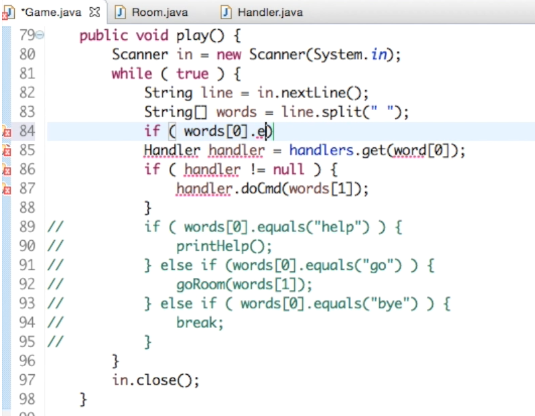 *Game.java Room.java Handler.java
79 public void play() {
80 Scanner in = new Scanner(System.in);
81 while ( true ) {
82 String line = in.nextLine();
83 String[] words = line.split(" ");
84 if ( words[0].e)
85 Handler handler = handlers.get(word[0]);
86 if ( handler != null ) {
87 handler.doCmd(words[1]);
88 }
89 // if ( words[0].equals("help") ) {
90 // printHelp();
91 // } else if (words[0].equals("go") ) {
92 // goRoom(words[1]);
93 // } else if ( words[0].equals("bye") ) {
94 // break;
95 // }
96 }
97 in.close();
98 }